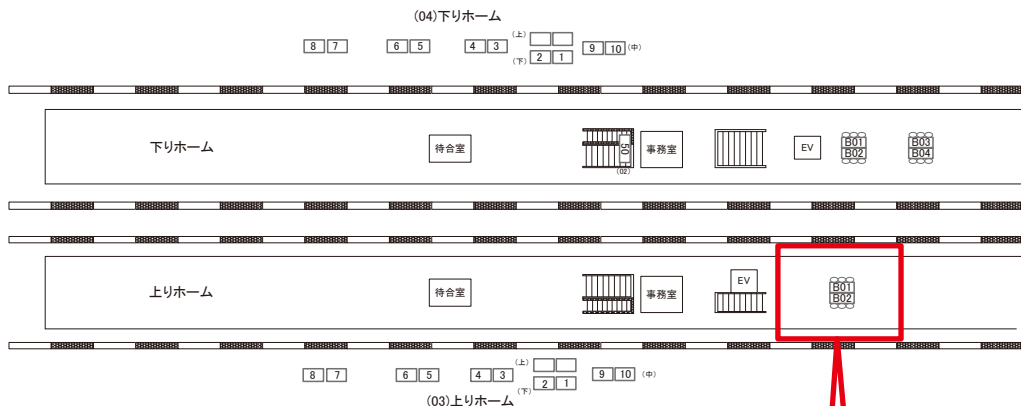 (04)下りホーム
(上)
8 7 6 5 4 3 9 10 (中)
(下) 2 1
下りホーム 待合室 50 事務室 EV B01 B03
B02 B04
(02)
上りホーム 待合室 事務室 EV B01
B02
(上)
8 7 6 5 4 3 9 10 (中)
(下) 2 1
(03)上りホーム